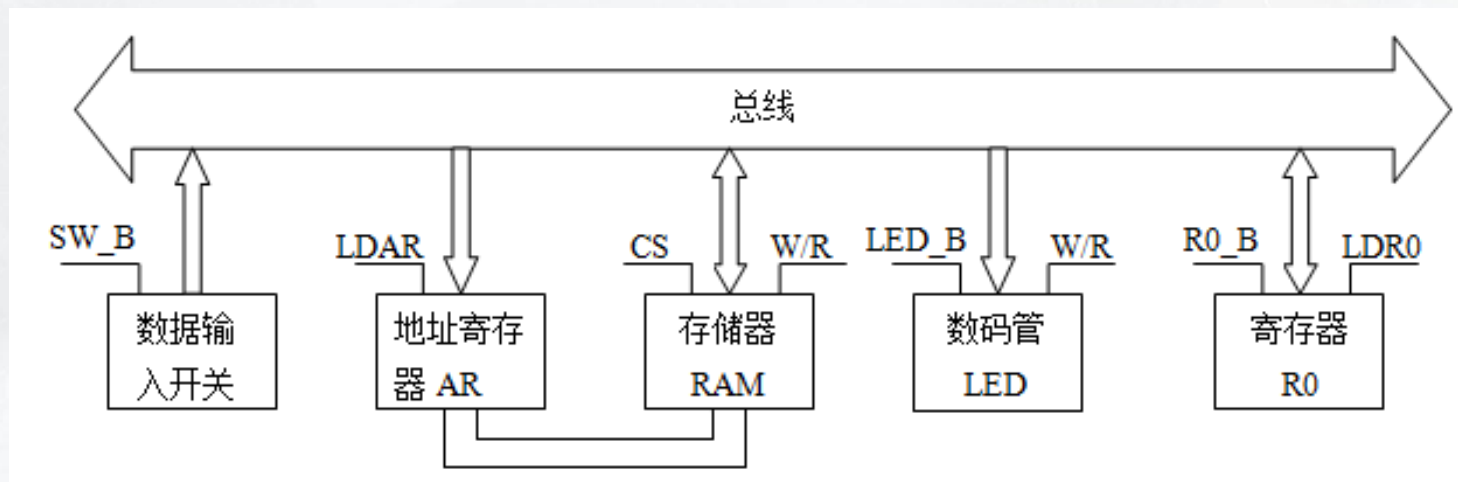 总线
SW_B
LDAR
CS
W/R
LED_B
W/R
R0_B
LDR0
数据输
入开关
地址寄存
器 AR
存储器
RAM
数码管
LED
寄存器
R0